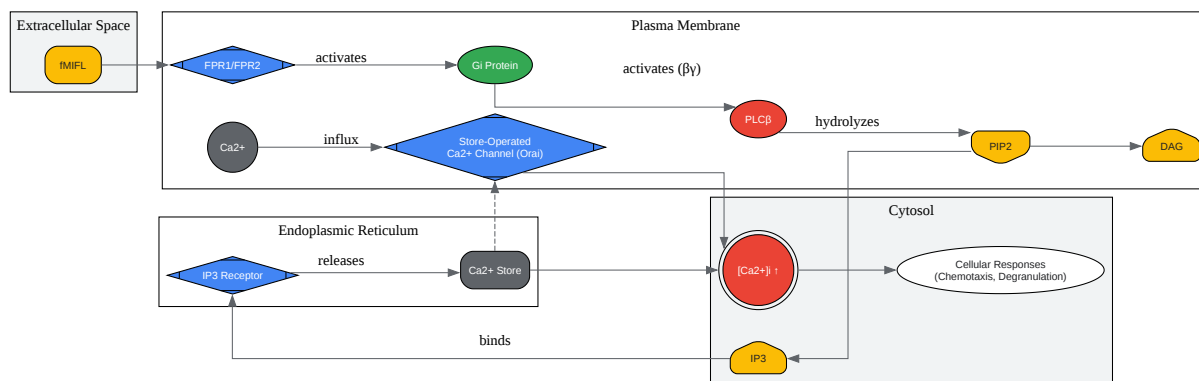 Extracellular Space
fMIFL
Plasma Membrane
FPR1/FPR2
activates
Gi Protein
activates (βγ)
PLCβ
hydrolyzes
PIP2
DAG
Ca2+
influx
Store-Operated
Ca2+ Channel (Orai)
Endoplasmic Reticulum
IP3 Receptor
releases
Ca2+ Store
Cytosol
[Ca2+]i ↑
Cellular Responses
(Chemotaxis, Degranulation)
binds
IP3